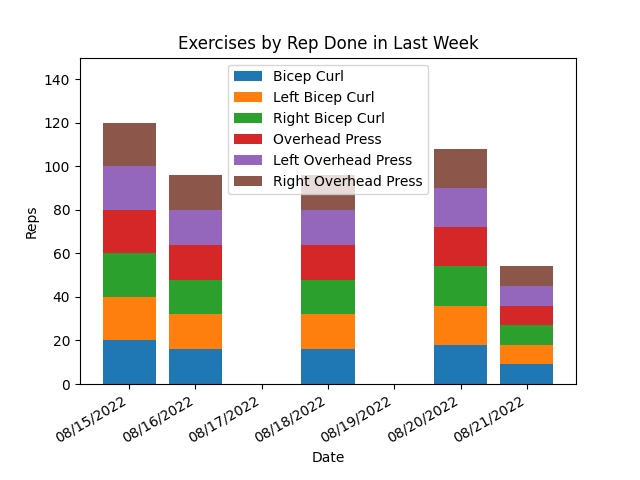 Exercises by Rep Done in Last Week
Bicep Curl
Left Bicep Curl
Right Bicep Curl
Overhead Press
Left Overhead Press
Right Overhead Press
Reps
140
120
100
80
60
40
20
0
08/15/2022
08/16/2022
08/17/2022
08/18/2022
08/19/2022
08/20/2022
08/21/2022
Date